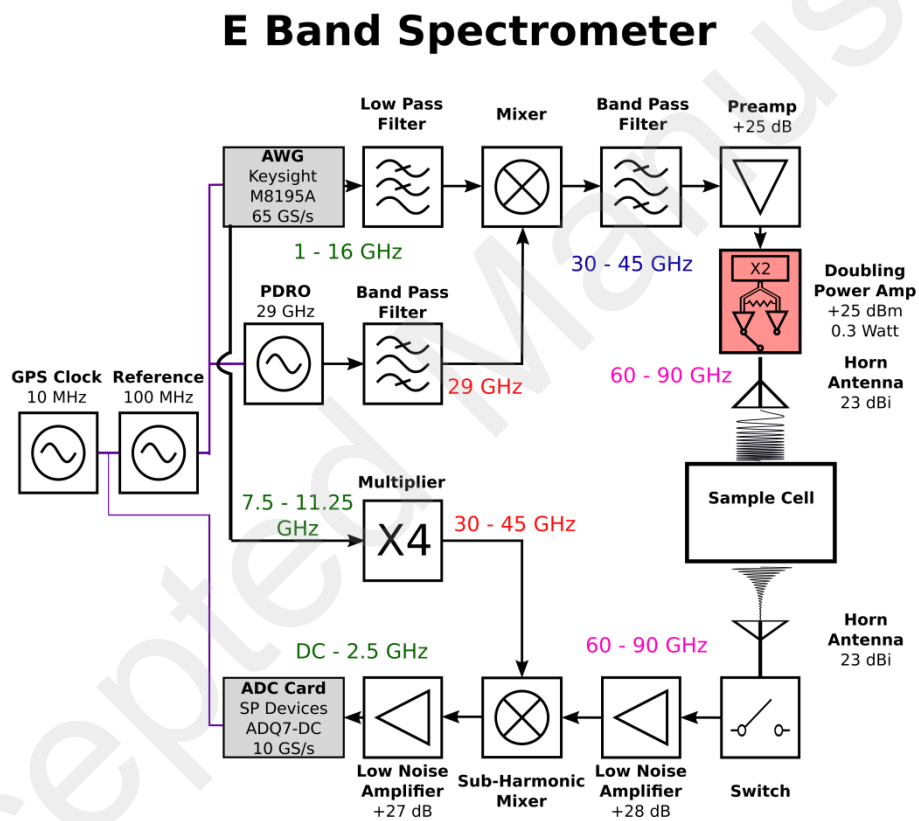 E Band Spectrometer
Low Pass
Filter
Mixer
Band Pass
Filter
Preamp
+25 dB
AWG
Keysight
M8195A
65 GS/s
1 - 16 GHz
30 - 45 GHz
X2
Doubling
Power Amp
+25 dBm
0.3 Watt
PDRO
29 GHz
Band Pass
Filter
29 GHz
60 - 90 GHz
Horn
Antenna
23 dBi
GPS Clock
10 MHz
Reference
100 MHz
Sample Cell
7.5 - 11.25
GHz
Multiplier
X4
30 - 45 GHz
Horn
Antenna
23 dBi
DC - 2.5 GHz
60 - 90 GHz
ADC Card
SP Devices
ADQ7-DC
10 GS/s
Low Noise
Amplifier
+27 dB
Sub-Harmonic
Mixer
Low Noise
Amplifier
+28 dB
Switch
cepted Manus